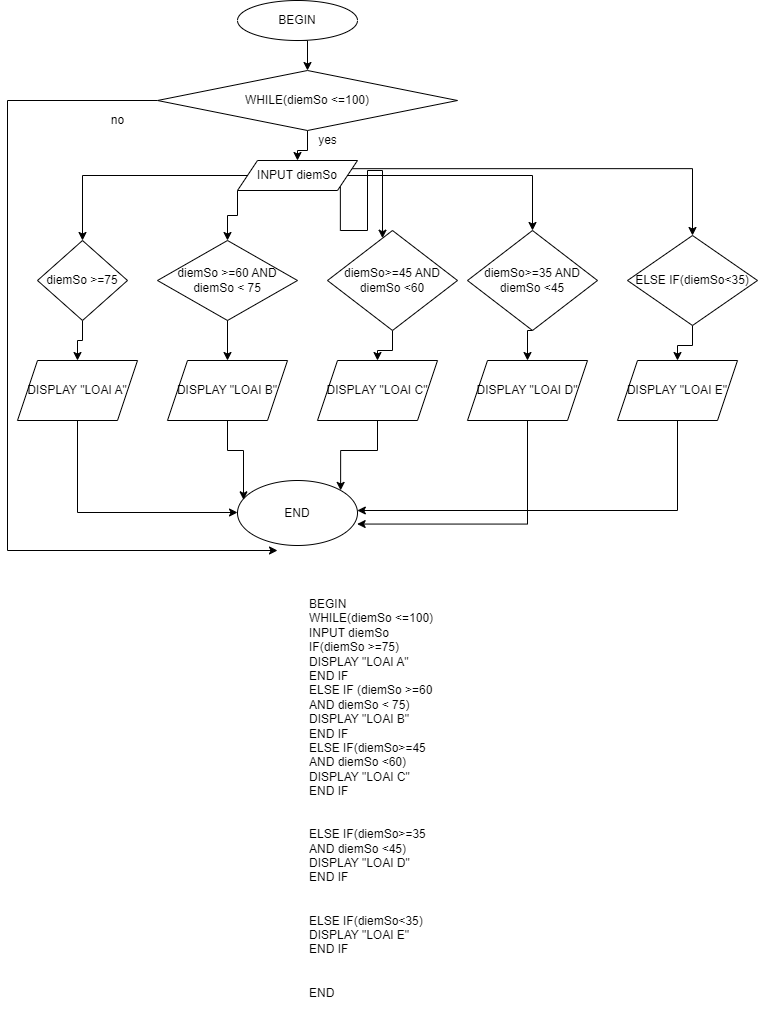 BEGIN
WHILE(diemSo <=100)
no
yes
INPUT diemSo
diemSo >=75
diemSo >=60 AND
diemSo < 75
diemSo>=45 AND
diemSo <60
diemSo>=35 AND
diemSo <45
ELSE IF(diemSo<35)
DISPLAY "LOAI A"
DISPLAY "LOAI B"
DISPLAY "LOAI C"
DISPLAY "LOAI D"
DISPLAY "LOAI E"
END
BEGIN
WHILE(diemSo <=100)
INPUT diemSo
IF(diemSo >=75)
DISPLAY "LOAI A"
END IF
ELSE IF (diemSo >=60
AND diemSo < 75)
DISPLAY "LOAI B"
END IF
ELSE IF(diemSo>=45
AND diemSo <60)
DISPLAY "LOAI C"
END IF
ELSE IF(diemSo>=35
AND diemSo <45)
DISPLAY "LOAI D"
END IF
ELSE IF(diemSo<35)
DISPLAY "LOAI E"
END IF
END